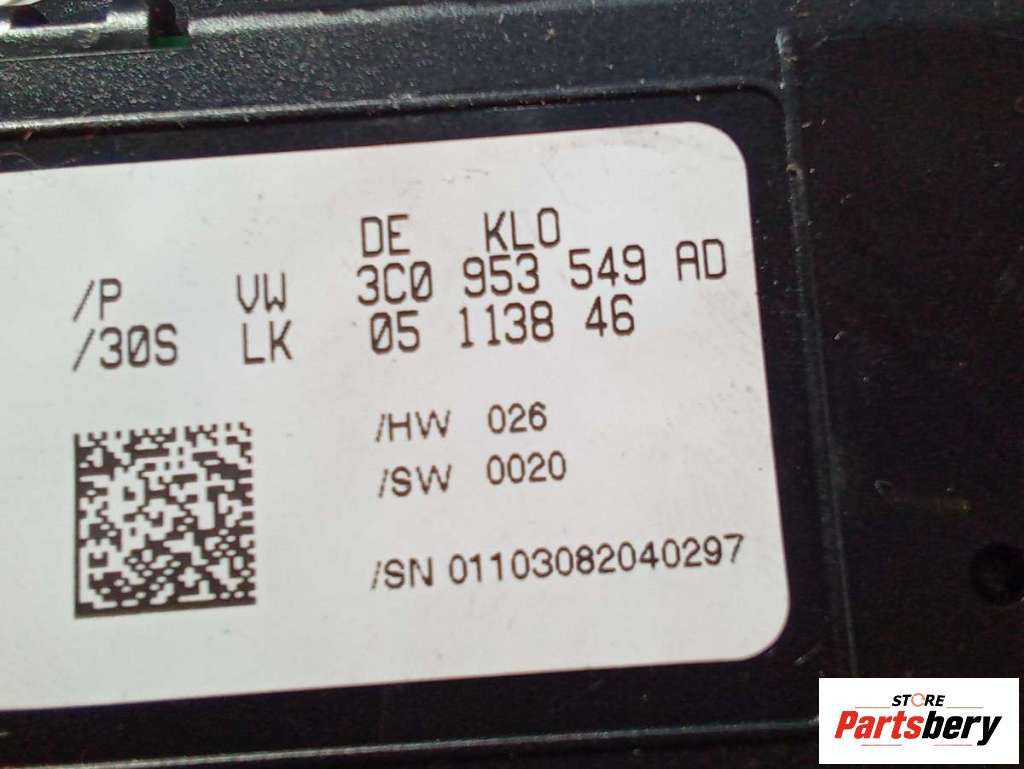 DE KLO
/P VW 3C0 953 549 AD
/30S LK 05 1138 46
/HW 026
/SW 0020
/SN 01103082040297
STORE
Partsbery